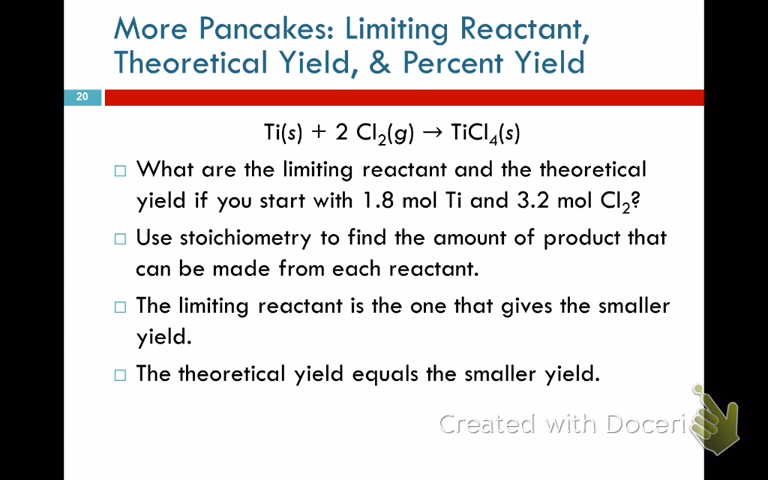 More Pancakes: Limiting Reactant,
Theoretical Yield, & Percent Yield
20
Ti(s) + 2 Cl₂(g) → TiCl₄(s)
□ What are the limiting reactant and the theoretical
yield if you start with 1.8 mol Ti and 3.2 mol Cl₂?
□ Use stoichiometry to find the amount of product that
can be made from each reactant.
□ The limiting reactant is the one that gives the smaller
yield.
□ The theoretical yield equals the smaller yield.
Created with Doceri